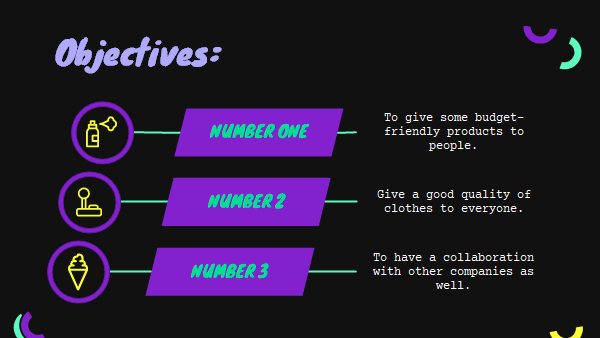 Objectives:
NUMBER ONE
To give some budget-
friendly products to
people.
NUMBER 2
Give a good quality of
clothes to everyone.
NUMBER 3
To have a collaboration
with other companies as
well.